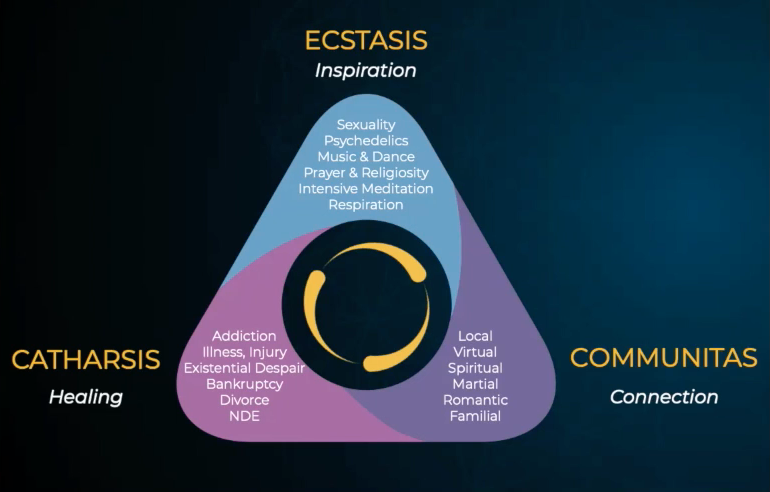 ECSTASIS
Inspiration
Sexuality
Psychedelics
Music & Dance
Prayer & Religiosity
Intensive Meditation
Respiration
CATHARSIS
Healing
Addiction
Illness, Injury
Existential Despair
Bankruptcy
Divorce
NDE
Local
Virtual
Spiritual
Martial
Romantic
Familial
COMMUNITAS
Connection